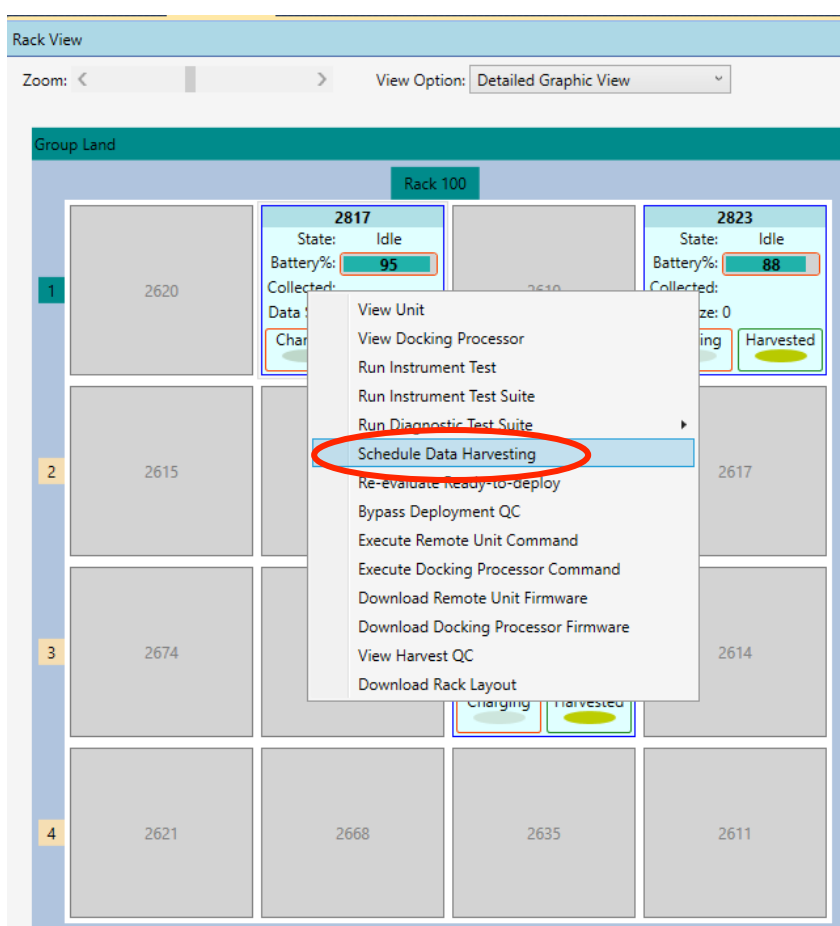 Rack View
Zoom: View Option: Detailed Graphic View
Group Land
Rack 100
2817 2823
State: Idle State: Idle
Battery%: 95 Battery%: 88
1 2620 Collected: Collected:
Data ze: 0
Char ing Harvested
View Unit
View Docking Processor
Run Instrument Test
Run Instrument Test Suite
Run Diagnostic Test Suite
Schedule Data Harvesting
2 2615 2617
Re-evaluate Ready-to-deploy
Bypass Deployment QC
Execute Remote Unit Command
Execute Docking Processor Command
Download Remote Unit Firmware
Download Docking Processor Firmware
3 2674 2614
View Harvest QC
Download Rack Layout
Charging Harvested
4 2621 2668 2635 2611